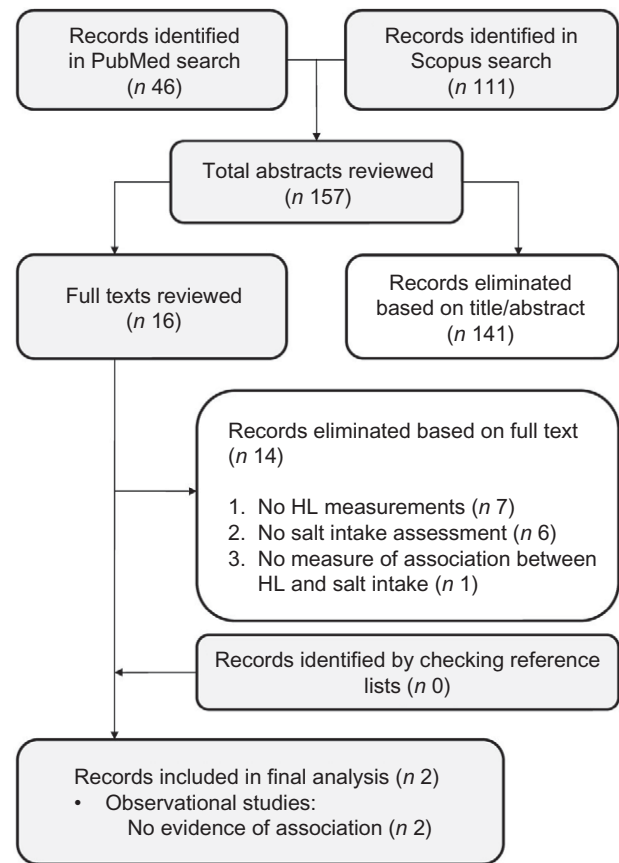 Records identified
in PubMed search
(n 46)
Records identified in
Scopus search
(n 111)
Total abstracts reviewed
(n 157)
Full texts reviewed
(n 16)
Records eliminated
based on title/abstract
(n 141)
Records eliminated based on full text
(n 14)
1. No HL measurements (n 7)
2. No salt intake assessment (n 6)
3. No measure of association between
HL and salt intake (n 1)
Records identified by checking reference
lists (n 0)
Records included in final analysis (n 2)
• Observational studies:
No evidence of association (n 2)